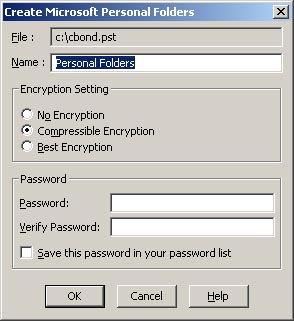 Create Microsoft Personal Folders
File : c:\cbond.pst
Name : Personal Folders
Encryption Setting
No Encryption
Compressible Encryption
Best Encryption
Password
Password:
Verify Password:
Save this password in your password list
OK Cancel Help